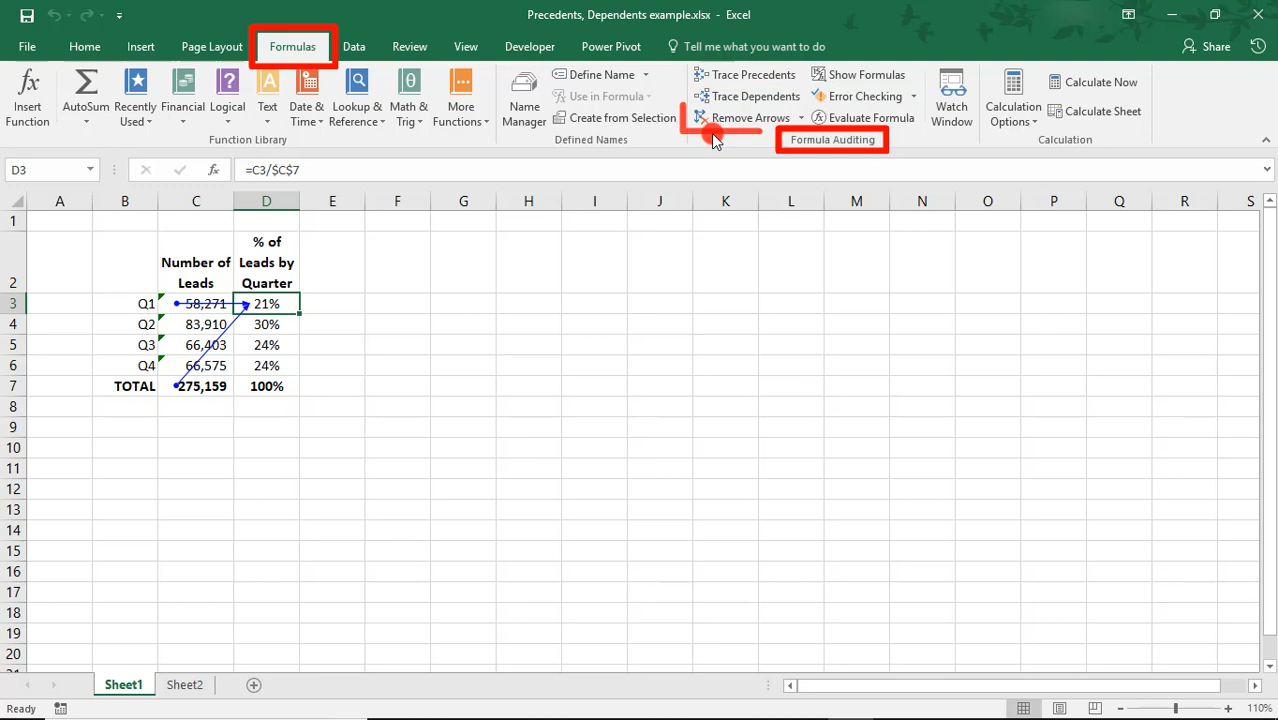 Precedents, Dependents example.xlsx - Excel
File Home Insert Page Layout Formulas Data Review View Developer Power Pivot Tell me what you want to do Share
Insert Function
AutoSum
Recently Used
Financial
Logical
Text
Date & Time
Lookup & Reference
Math & Trig
More Functions
Function Library
Name Manager
Define Name
Use in Formula
Create from Selection
Defined Names
Trace Precedents
Trace Dependents
Remove Arrows
Show Formulas
Error Checking
Evaluate Formula
Formula Auditing
Watch Window
Calculation Options
Calculate Now
Calculate Sheet
Calculation
D3 fx =C3/$C$7
A B C D E F G H I J K L M N O P Q R S
1
2 Number of Leads % of Leads by Quarter
3 Q1 58,271 21%
4 Q2 83,910 30%
5 Q3 66,403 24%
6 Q4 66,575 24%
7 TOTAL 275,159 100%
8
9
10
11
12
13
14
15
16
17
18
19
20
21
Sheet1 Sheet2
Ready 110%